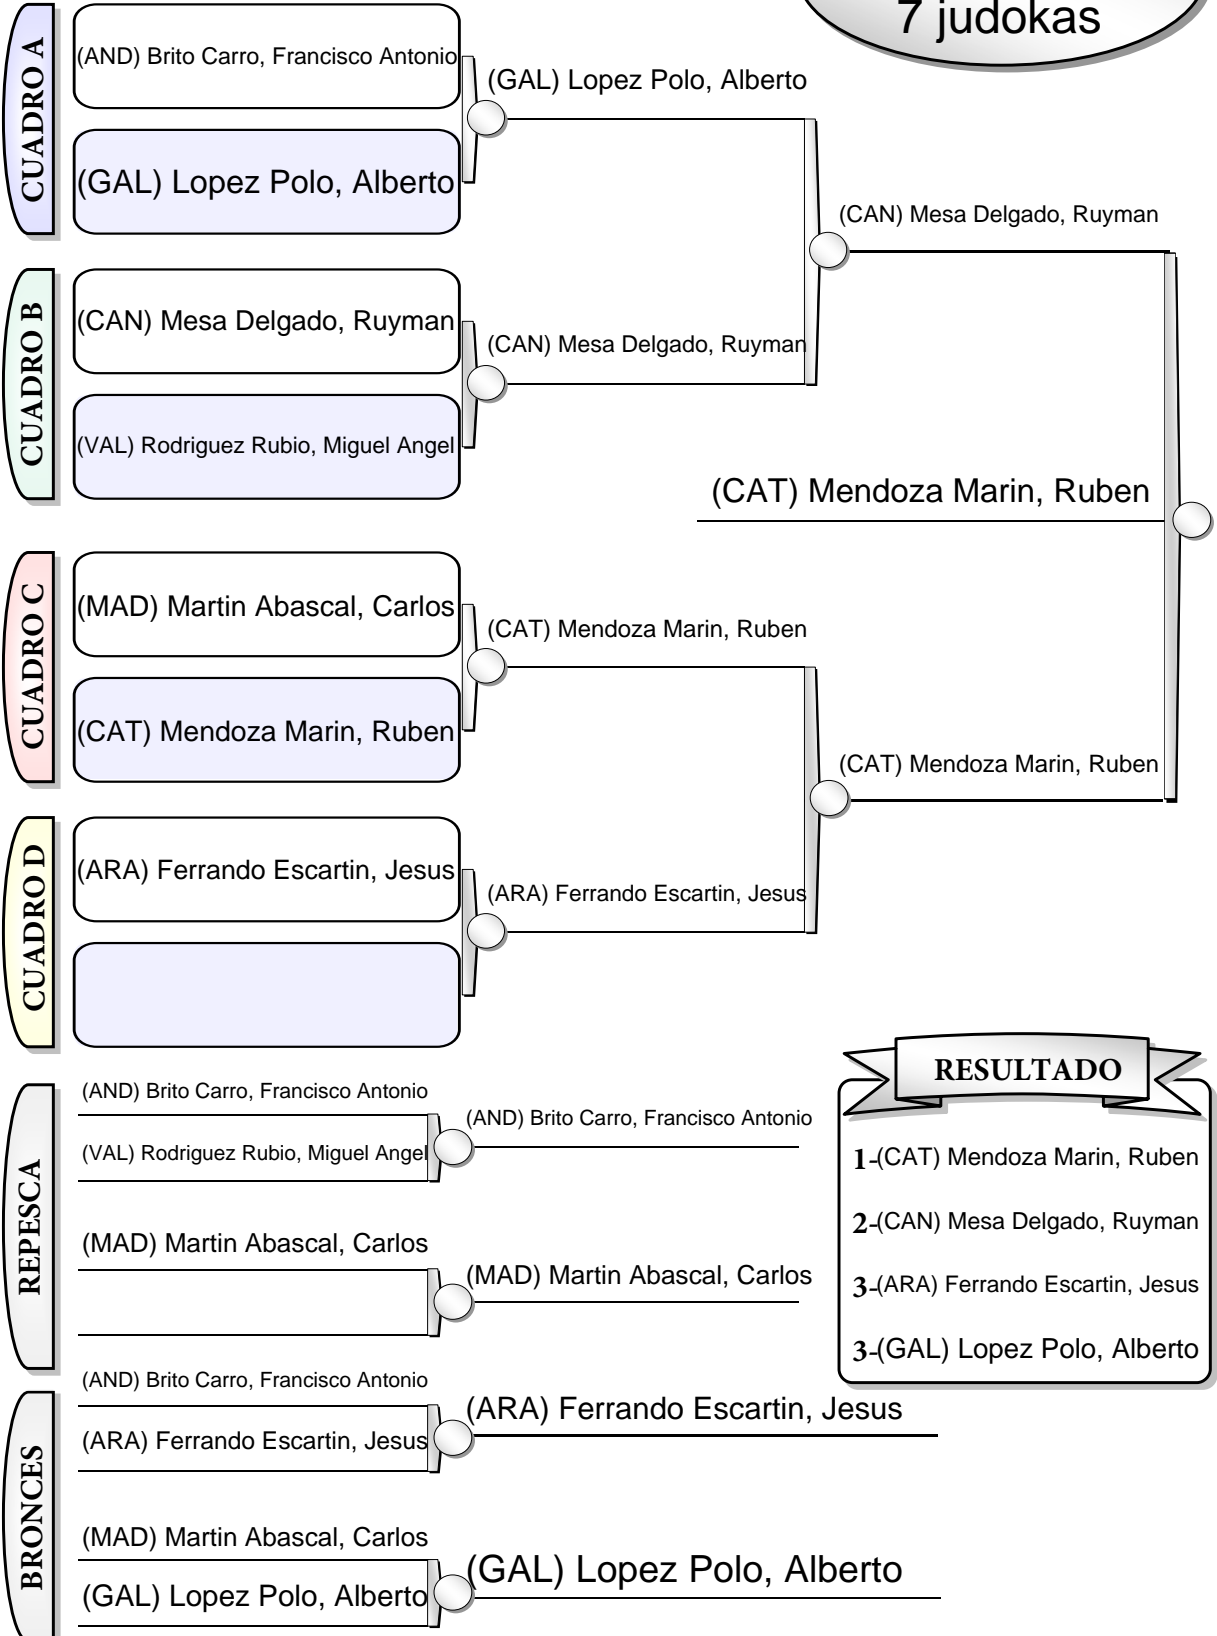 7 judokas
CUADRO A
(AND) Brito Carro, Francisco Antonio
(GAL) Lopez Polo, Alberto
(GAL) Lopez Polo, Alberto
(CAN) Mesa Delgado, Ruyman
CUADRO B
(CAN) Mesa Delgado, Ruyman
(VAL) Rodriguez Rubio, Miguel Angel
(CAN) Mesa Delgado, Ruyman
(CAT) Mendoza Marin, Ruben
CUADRO C
(MAD) Martin Abascal, Carlos
(CAT) Mendoza Marin, Ruben
(CAT) Mendoza Marin, Ruben
(CAT) Mendoza Marin, Ruben
CUADRO D
(ARA) Ferrando Escartin, Jesus
(ARA) Ferrando Escartin, Jesus
REPESCA
(AND) Brito Carro, Francisco Antonio
(VAL) Rodriguez Rubio, Miguel Angel
(AND) Brito Carro, Francisco Antonio
(MAD) Martin Abascal, Carlos
(MAD) Martin Abascal, Carlos
RESULTADO
1-(CAT) Mendoza Marin, Ruben
2-(CAN) Mesa Delgado, Ruyman
3-(ARA) Ferrando Escartin, Jesus
3-(GAL) Lopez Polo, Alberto
BRONCES
(AND) Brito Carro, Francisco Antonio
(ARA) Ferrando Escartin, Jesus
(ARA) Ferrando Escartin, Jesus
(MAD) Martin Abascal, Carlos
(GAL) Lopez Polo, Alberto
(GAL) Lopez Polo, Alberto